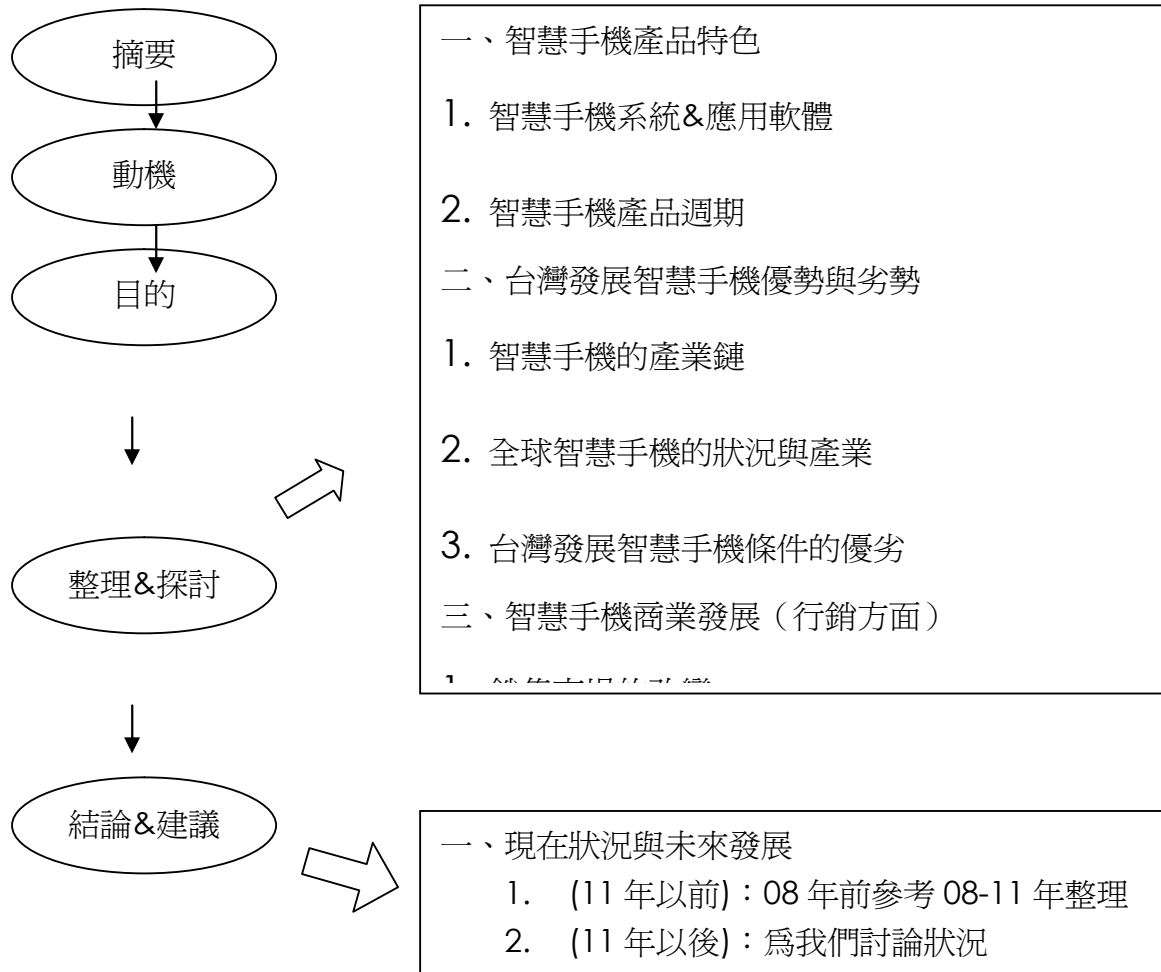 摘要
動機
目的
整理&探討
結論&建議
一、智慧手機產品特色
1. 智慧手機系統&應用軟體
2. 智慧手機產品週期
二、台灣發展智慧手機優勢與劣勢
1. 智慧手機的產業鏈
2. 全球智慧手機的狀況與產業
3. 台灣發展智慧手機條件的優劣
三、智慧手機商業發展（行銷方面）
一、現在狀況與未來發展
1. (11 年以前)：08 年前參考 08-11 年整理
2. (11 年以後)：爲我們討論狀況